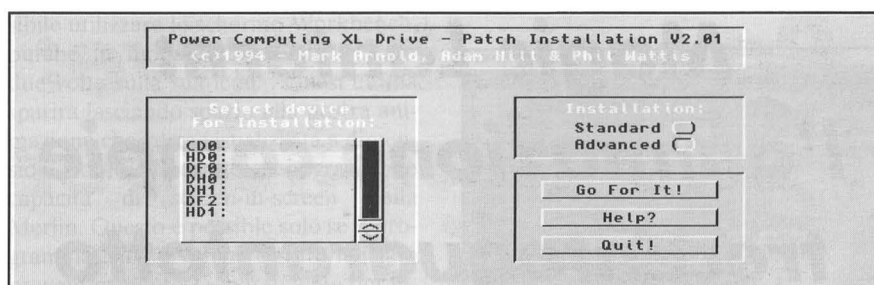 Power Computing XL Drive - Patch Installation V2.01
(c)1994 - Mark Arnold, Adam Hill & Phil Wattis
Select device
For Installation:
CD0:
HD0:
DF0:
DH0:
DH1:
DF2:
HD1:
Installation:
Standard
Advanced
Go For It!
Help?
Quit!